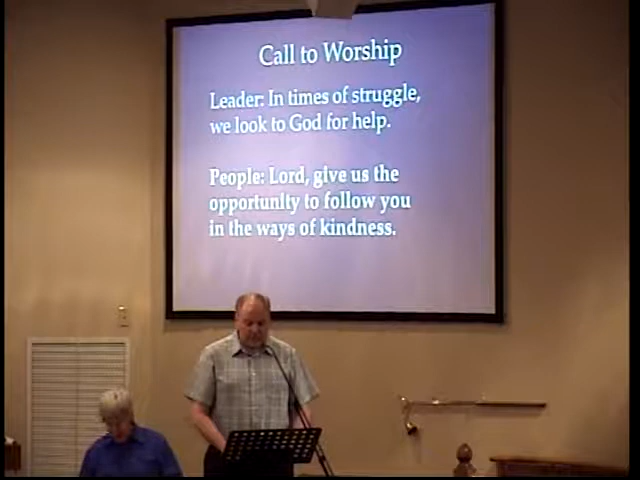 Call to Worship
Leader: In times of struggle,
we look to God for help.
People: Lord, give us the
opportunity to follow you
in the ways of kindness.